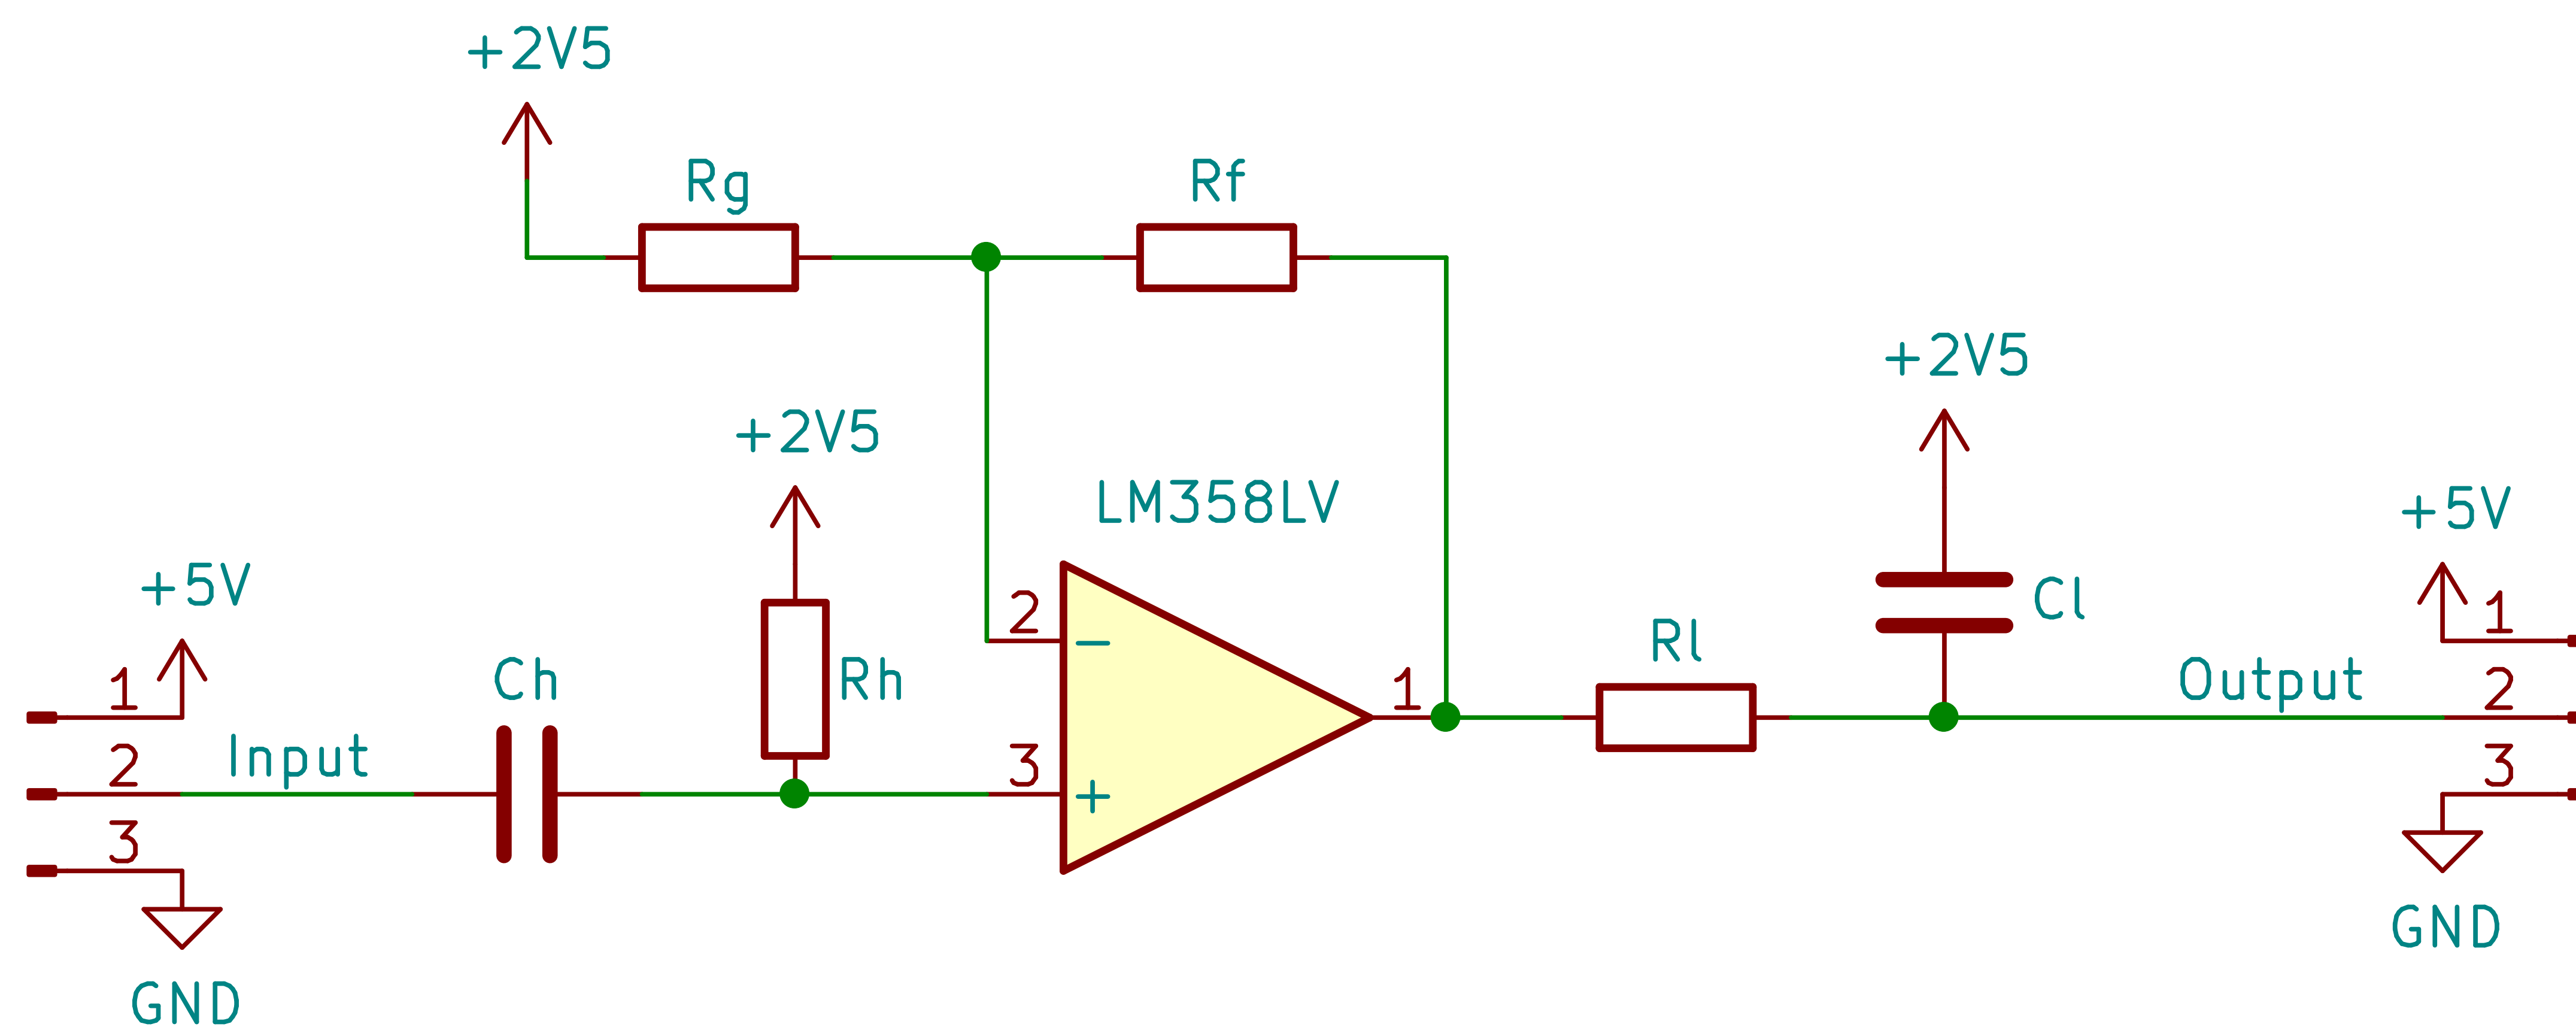 +2V5
Rg
Rf
+2V5
+2V5
LM358LV
+5V
+5V
1
2
Cl
2
−
Rl
Ch
Rh
1
1
Output
2
Input
2
3
+
3
3
GND
GND